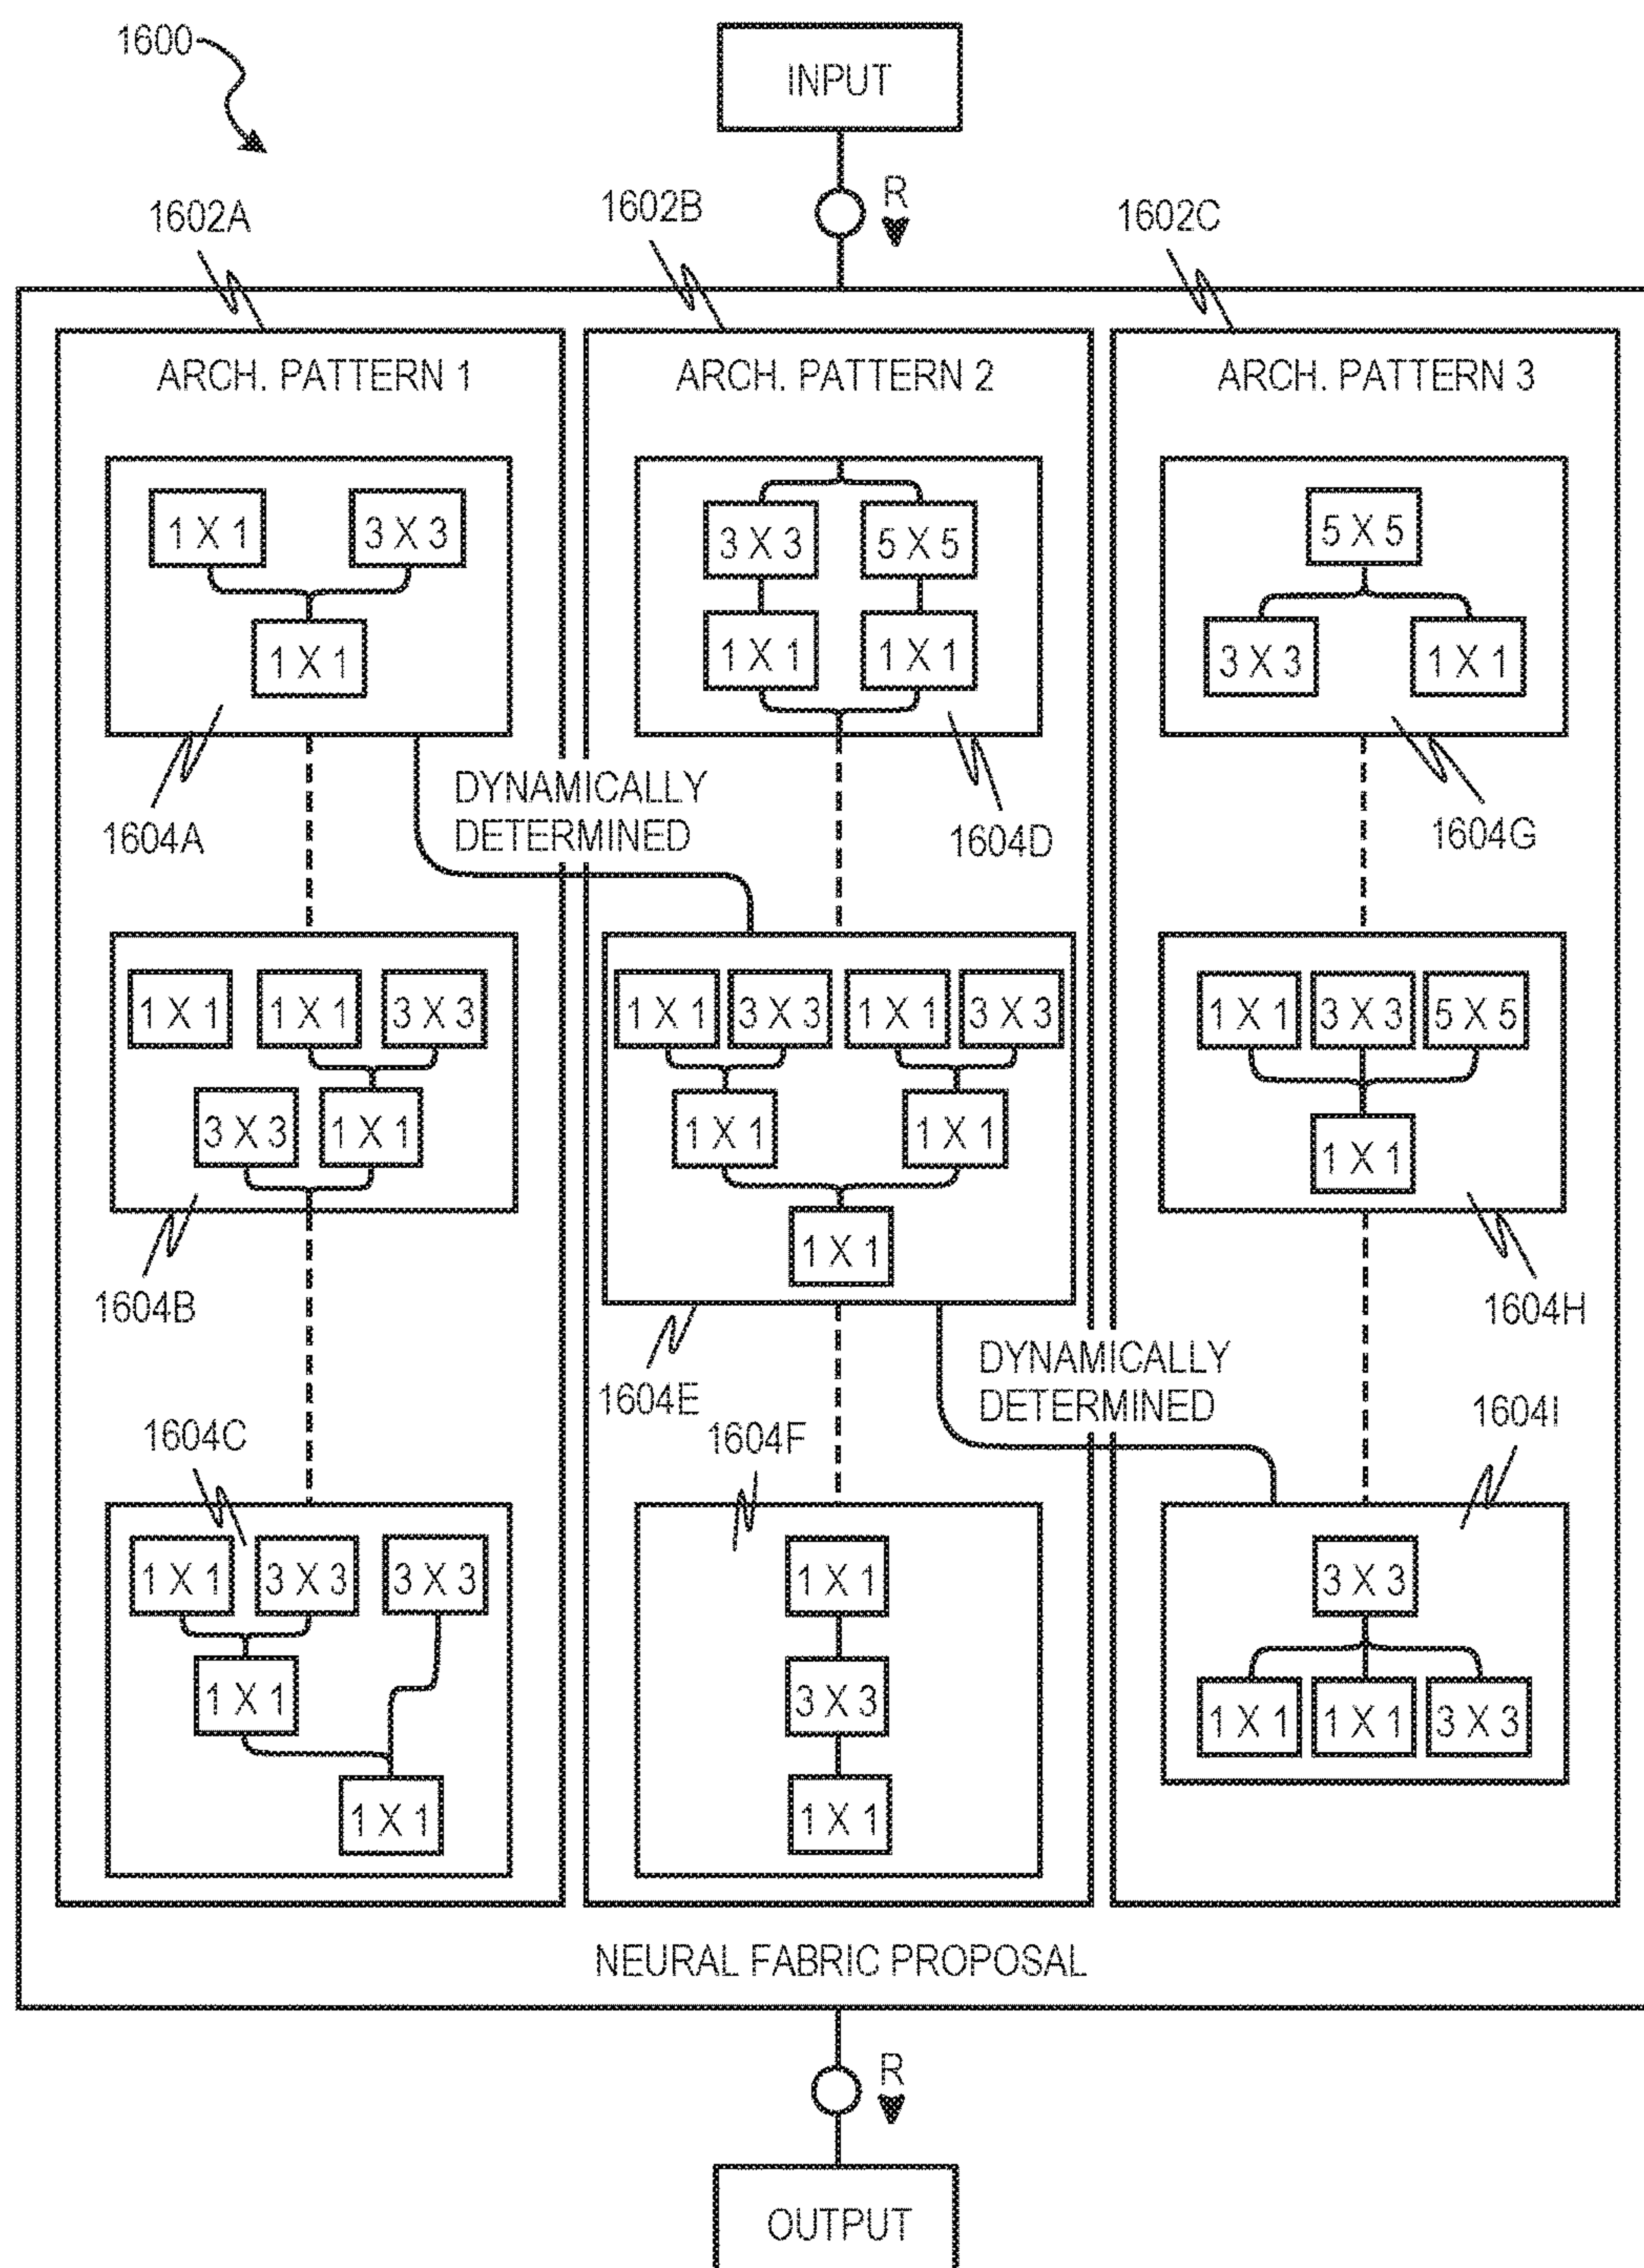 1600
INPUT
R
1602A
1602B
1602C
ARCH. PATTERN 1
ARCH. PATTERN 2
ARCH. PATTERN 3
1 X 1
3 X 3
1 X 1
1604A
3 X 3
5 X 5
1 X 1
1 X 1
1604D
5 X 5
3 X 3
1 X 1
1604G
DYNAMICALLY
DETERMINED
1 X 1
1 X 1
3 X 3
3 X 3
1 X 1
1604B
1 X 1
3 X 3
1 X 1
3 X 3
1 X 1
1 X 1
1 X 1
1604E
1 X 1
3 X 3
5 X 5
1 X 1
1604H
DYNAMICALLY
DETERMINED
1604C
1 X 1
3 X 3
3 X 3
1 X 1
1 X 1
1604F
1 X 1
3 X 3
1 X 1
1604I
3 X 3
1 X 1
1 X 1
3 X 3
NEURAL FABRIC PROPOSAL
R
OUTPUT